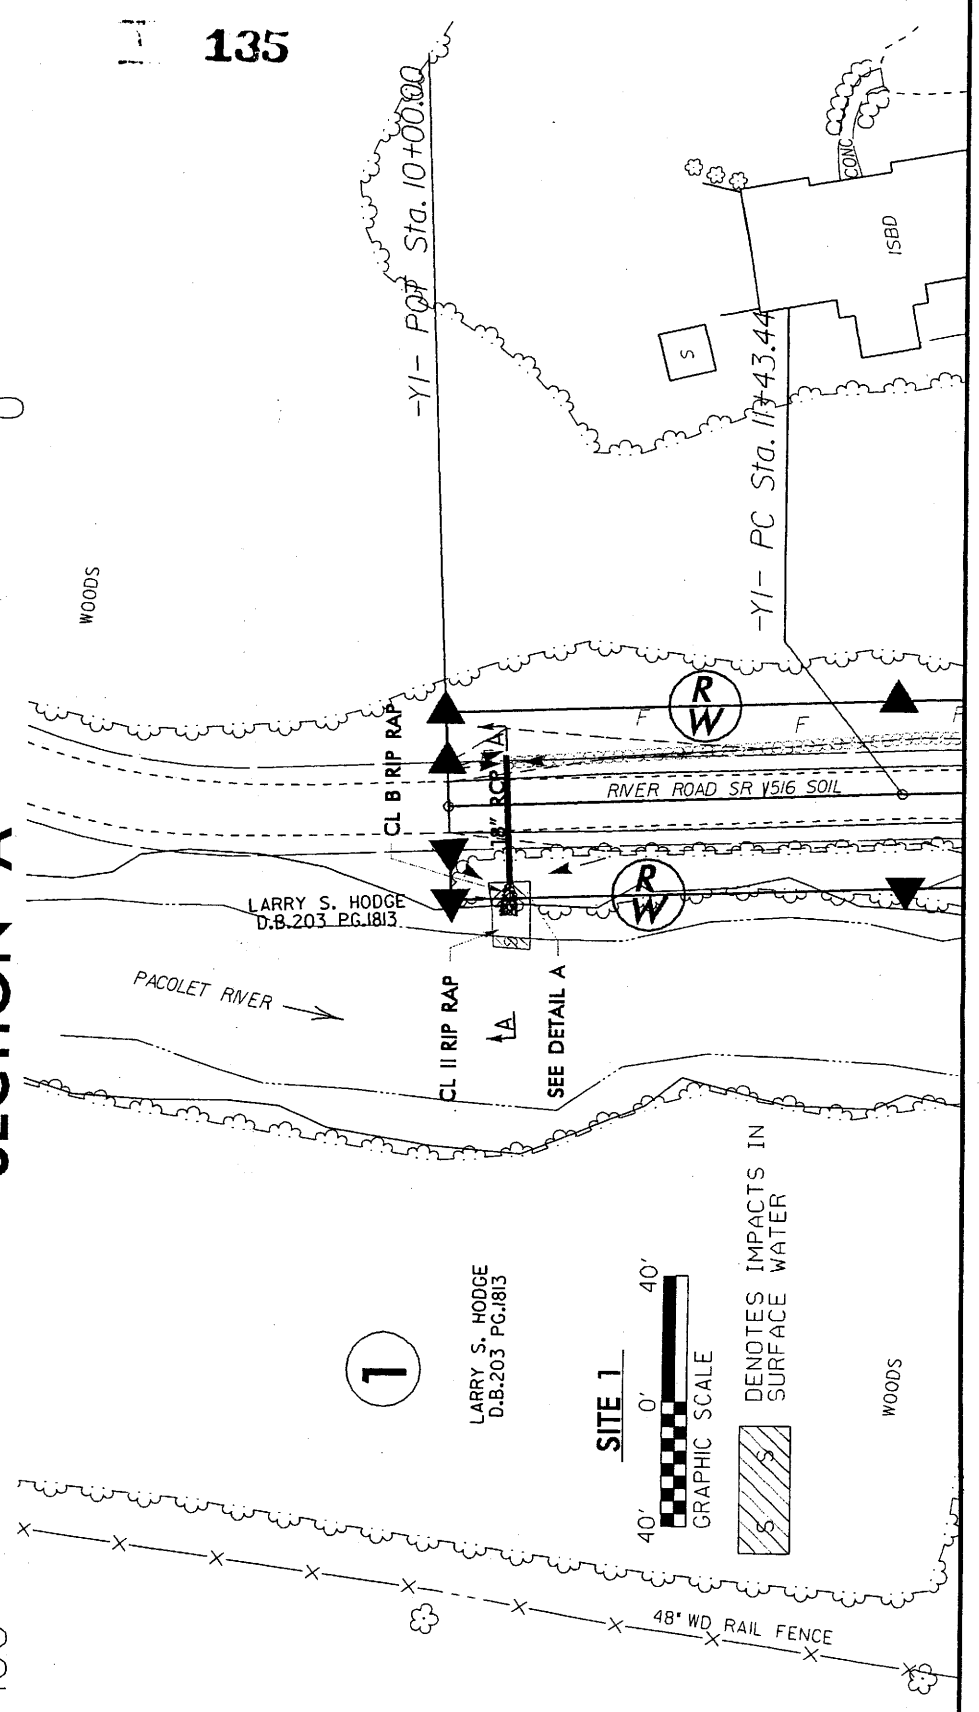 135
-Y1- POT Sta. 10+00.00
CONC
ISBD
S
-Y1- PC Sta. 11+43.44
WOODS
CL B RIP RAP
R
W
F
F
F
A
18" RCP
RIVER ROAD SR 1516 SOIL
LARRY S. HODGE
D.B.203 PG.1813
R
W
PACOLET RIVER
CL II RIP RAP
A
SEE DETAIL A
1
LARRY S. HODGE
D.B.203 PG.1813
SITE 1
40' 0' 40'
GRAPHIC SCALE
S S
DENOTES IMPACTS IN
SURFACE WATER
WOODS
48" WD RAIL FENCE